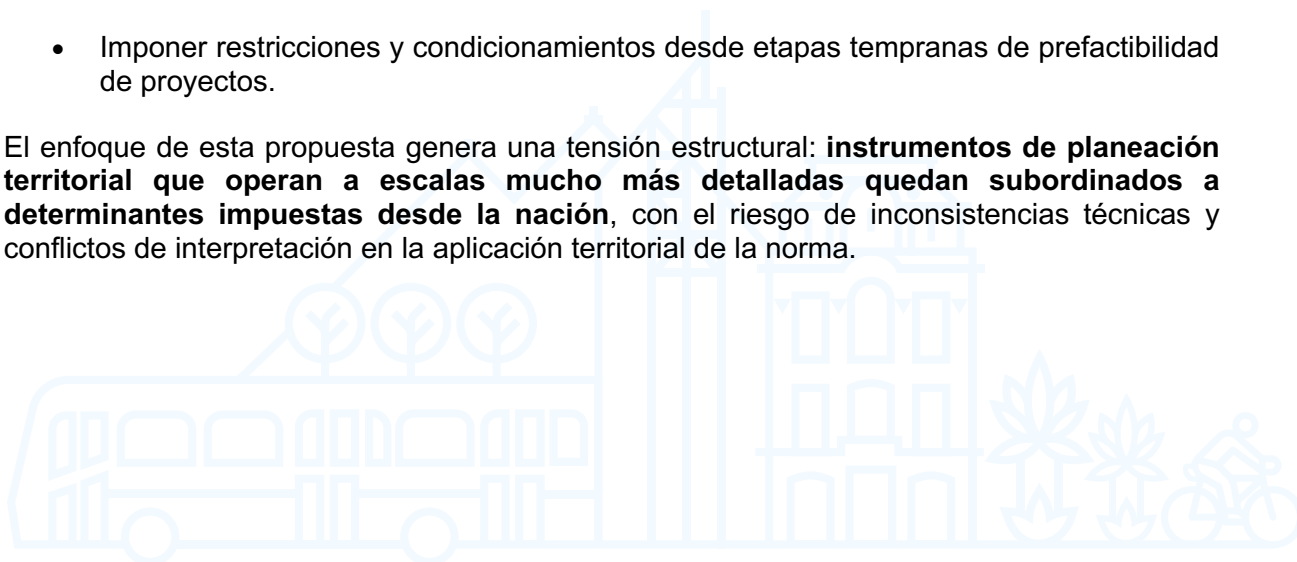 • Imponer restricciones y condicionamientos desde etapas tempranas de prefactibilidad
de proyectos.
El enfoque de esta propuesta genera una tensión estructural: instrumentos de planeación
territorial que operan a escalas mucho más detalladas quedan subordinados a
determinantes impuestas desde la nación, con el riesgo de inconsistencias técnicas y
conflictos de interpretación en la aplicación territorial de la norma.